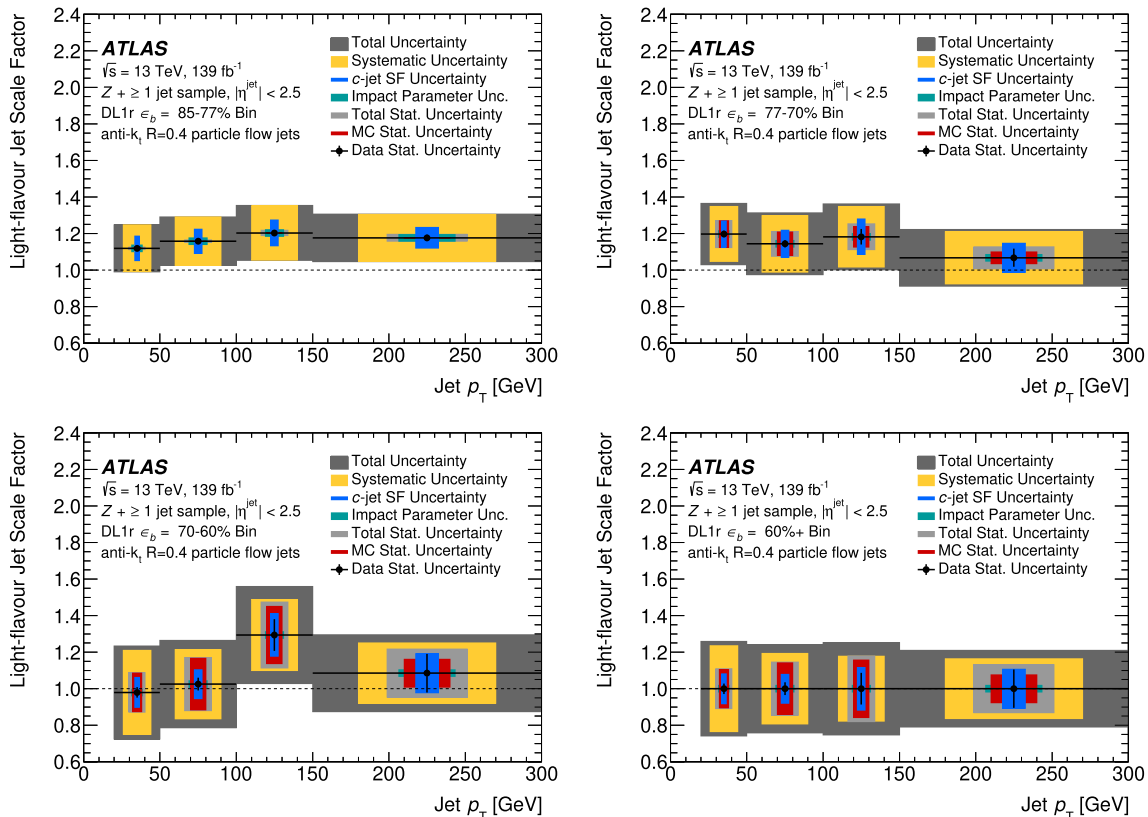 Light-flavour Jet Scale Factor
2.4
2.2
2.0
1.8
1.6
1.4
1.2
1.0
0.8
0.6
ATLAS
√s = 13 TeV, 139 fb⁻¹
Z + ≥ 1 jet sample, |η^jet| < 2.5
DL1r ϵ_b = 85-77% Bin
anti-k_t R=0.4 particle flow jets
Total Uncertainty
Systematic Uncertainty
c-jet SF Uncertainty
Impact Parameter Unc.
Total Stat. Uncertainty
MC Stat. Uncertainty
Data Stat. Uncertainty
0 50 100 150 200 250 300
Jet p_T [GeV]
Light-flavour Jet Scale Factor
2.4
2.2
2.0
1.8
1.6
1.4
1.2
1.0
0.8
0.6
ATLAS
√s = 13 TeV, 139 fb⁻¹
Z + ≥ 1 jet sample, |η^jet| < 2.5
DL1r ϵ_b = 77-70% Bin
anti-k_t R=0.4 particle flow jets
Total Uncertainty
Systematic Uncertainty
c-jet SF Uncertainty
Impact Parameter Unc.
Total Stat. Uncertainty
MC Stat. Uncertainty
Data Stat. Uncertainty
0 50 100 150 200 250 300
Jet p_T [GeV]
Light-flavour Jet Scale Factor
2.4
2.2
2.0
1.8
1.6
1.4
1.2
1.0
0.8
0.6
ATLAS
√s = 13 TeV, 139 fb⁻¹
Z + ≥ 1 jet sample, |η^jet| < 2.5
DL1r ϵ_b = 70-60% Bin
anti-k_t R=0.4 particle flow jets
Total Uncertainty
Systematic Uncertainty
c-jet SF Uncertainty
Impact Parameter Unc.
Total Stat. Uncertainty
MC Stat. Uncertainty
Data Stat. Uncertainty
0 50 100 150 200 250 300
Jet p_T [GeV]
Light-flavour Jet Scale Factor
2.4
2.2
2.0
1.8
1.6
1.4
1.2
1.0
0.8
0.6
ATLAS
√s = 13 TeV, 139 fb⁻¹
Z + ≥ 1 jet sample, |η^jet| < 2.5
DL1r ϵ_b = 60%+ Bin
anti-k_t R=0.4 particle flow jets
Total Uncertainty
Systematic Uncertainty
c-jet SF Uncertainty
Impact Parameter Unc.
Total Stat. Uncertainty
MC Stat. Uncertainty
Data Stat. Uncertainty
0 50 100 150 200 250 300
Jet p_T [GeV]